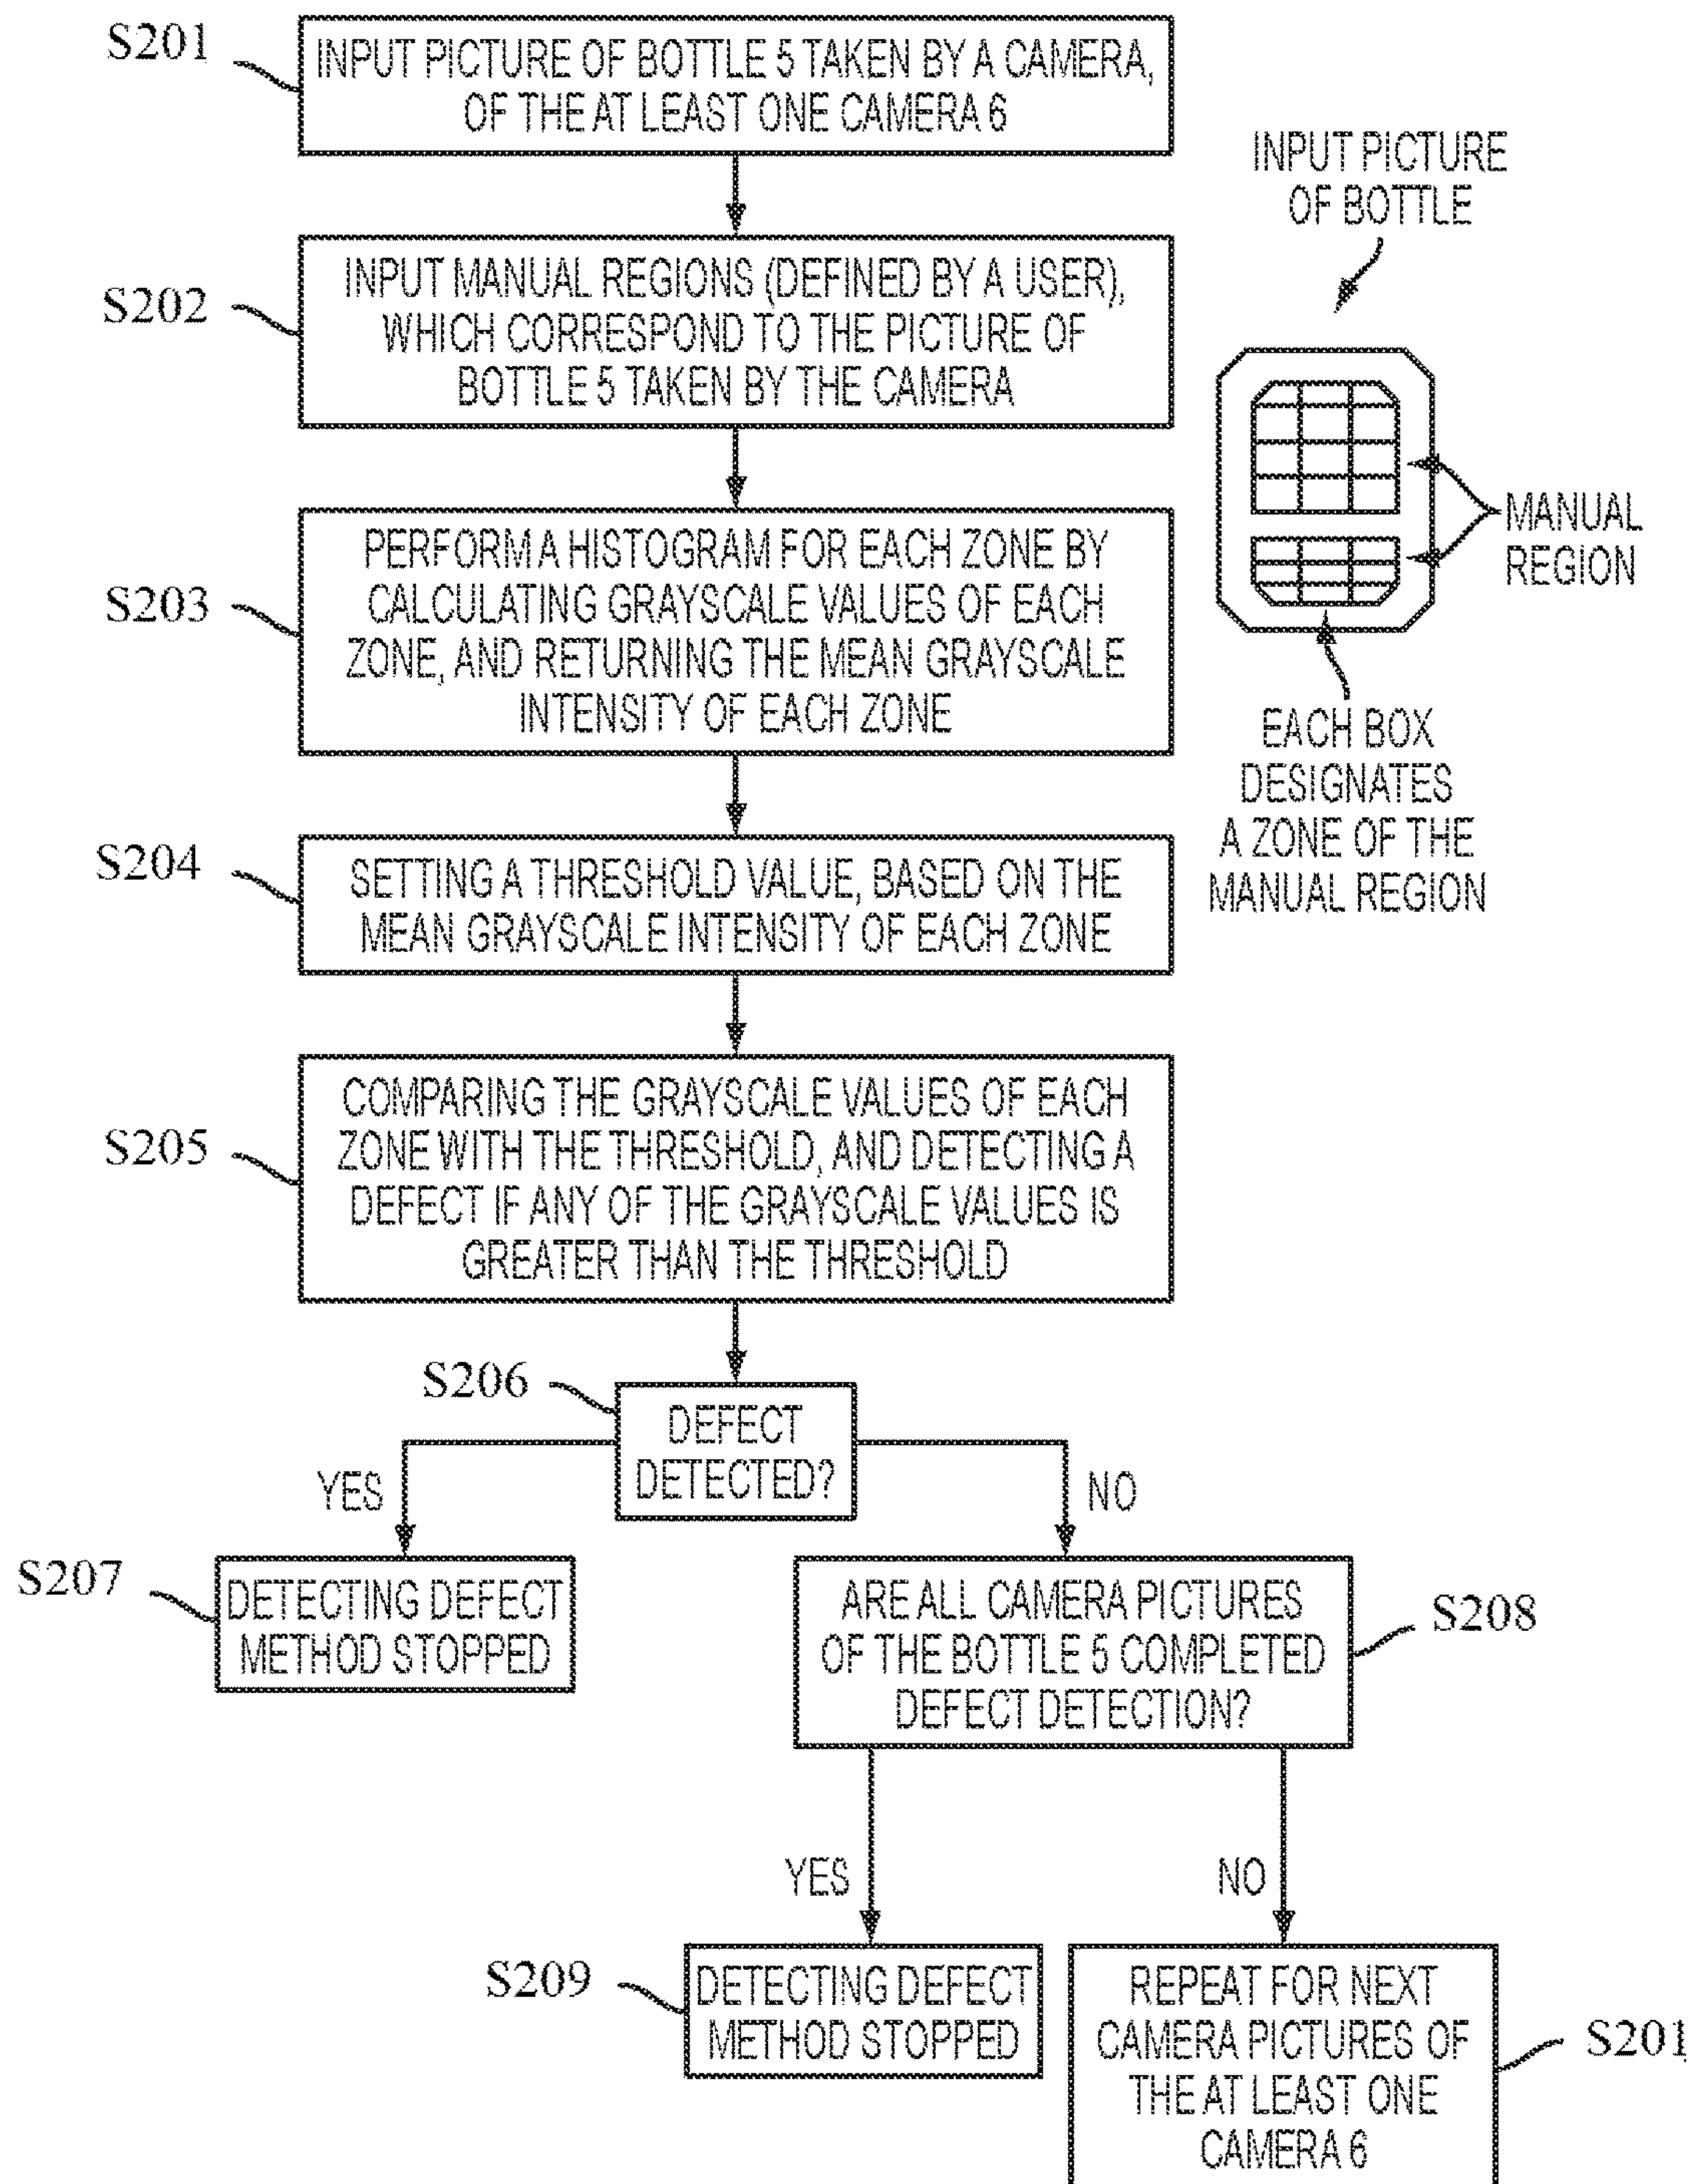 S201
INPUT PICTURE OF BOTTLE 5 TAKEN BY A CAMERA,
OF THE AT LEAST ONE CAMERA 6
INPUT PICTURE
OF BOTTLE
S202
INPUT MANUAL REGIONS (DEFINED BY A USER),
WHICH CORRESPOND TO THE PICTURE OF
BOTTLE 5 TAKEN BY THE CAMERA
MANUAL
REGION
S203
PERFORM A HISTOGRAM FOR EACH ZONE BY
CALCULATING GRAYSCALE VALUES OF EACH
ZONE, AND RETURNING THE MEAN GRAYSCALE
INTENSITY OF EACH ZONE
EACH BOX
DESIGNATES
A ZONE OF THE
MANUAL REGION
S204
SETTING A THRESHOLD VALUE, BASED ON THE
MEAN GRAYSCALE INTENSITY OF EACH ZONE
S205
COMPARING THE GRAYSCALE VALUES OF EACH
ZONE WITH THE THRESHOLD, AND DETECTING A
DEFECT IF ANY OF THE GRAYSCALE VALUES IS
GREATER THAN THE THRESHOLD
S206
DEFECT
DETECTED?
YES
NO
S207
DETECTING DEFECT
METHOD STOPPED
ARE ALL CAMERA PICTURES
OF THE BOTTLE 5 COMPLETED
DEFECT DETECTION?
S208
YES
NO
S209
DETECTING DEFECT
METHOD STOPPED
REPEAT FOR NEXT
CAMERA PICTURES OF
THE AT LEAST ONE
CAMERA 6
S201